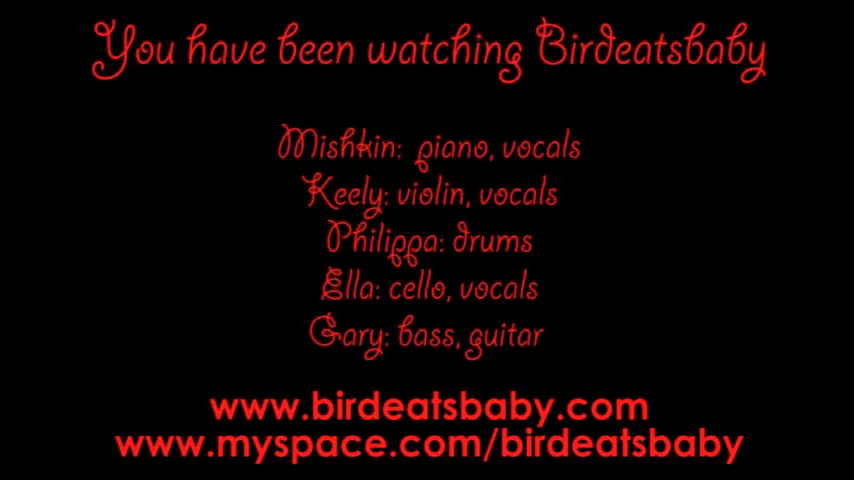 You have been watching Birdeatsbaby
Mishkin: piano, vocals
Keely: violin, vocals
Philippa: drums
Ella: cello, vocals
Gary: bass, guitar
www.birdeatsbaby.com
www.myspace.com/birdeatsbaby